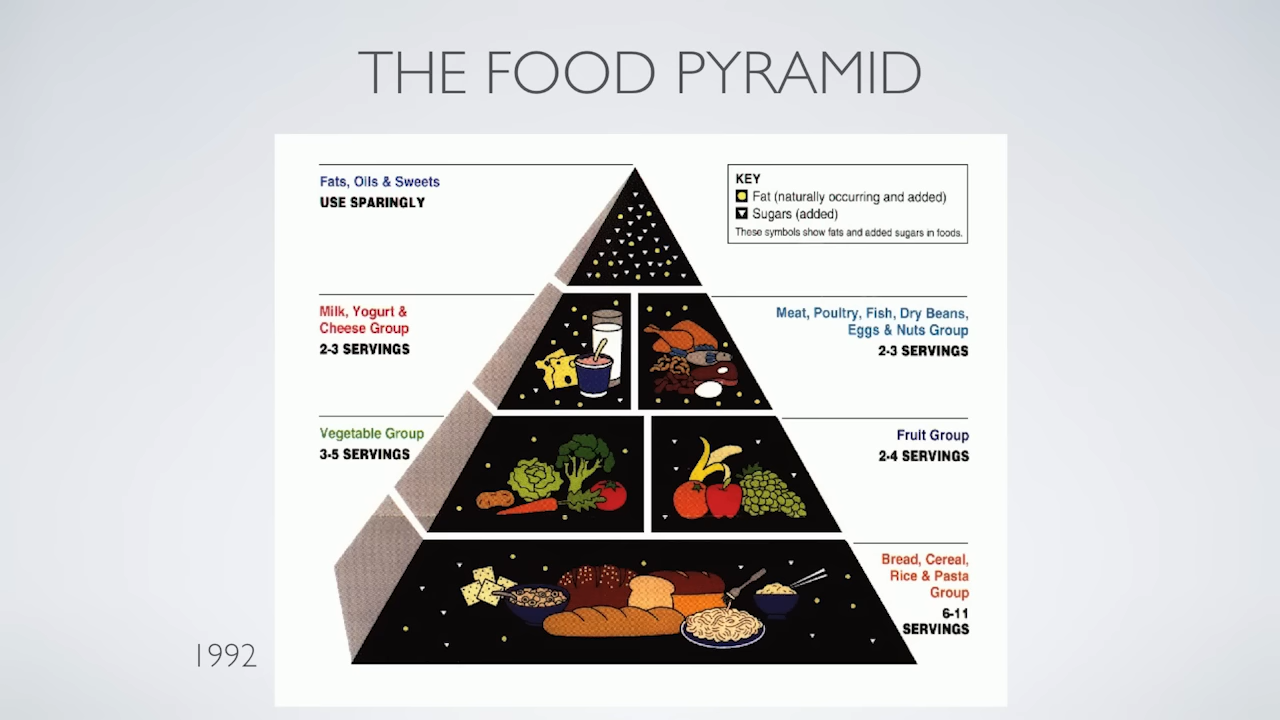 THE FOOD PYRAMID
Fats, Oils & Sweets
USE SPARINGLY
KEY
Fat (naturally occurring and added)
Sugars (added)
These symbols show fats and added sugars in foods.
Milk, Yogurt &
Cheese Group
2-3 SERVINGS
Meat, Poultry, Fish, Dry Beans,
Eggs & Nuts Group
2-3 SERVINGS
Vegetable Group
3-5 SERVINGS
Fruit Group
2-4 SERVINGS
Bread, Cereal,
Rice & Pasta
Group
6-11
SERVINGS
1992